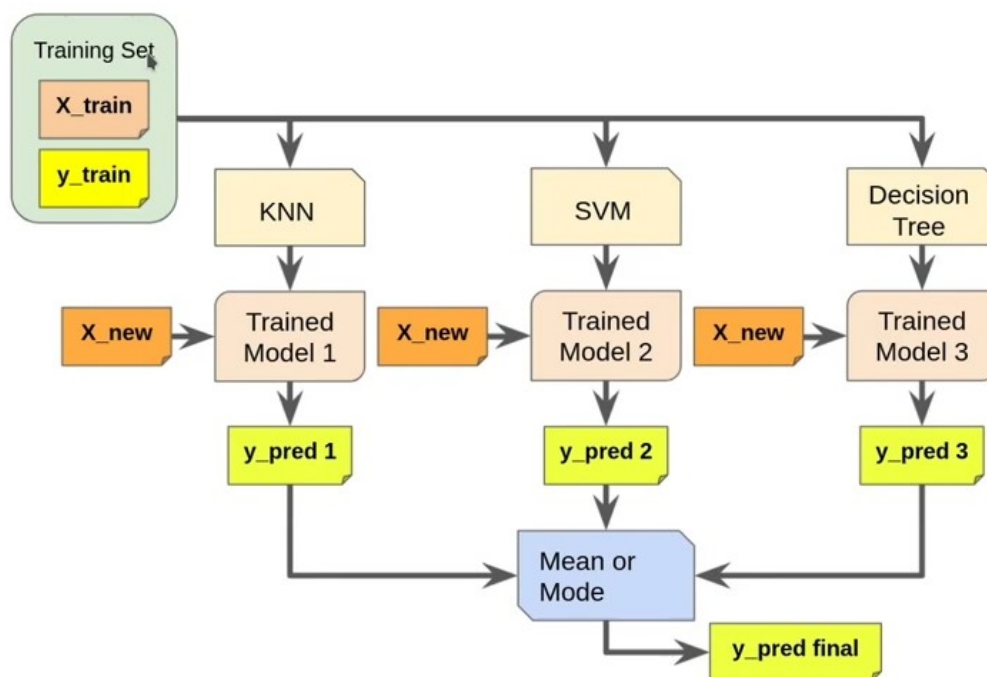 Training Set
X_train
y_train
KNN
SVM
Decision
Tree
X_new
Trained
Model 1
X_new
Trained
Model 2
X_new
Trained
Model 3
y_pred 1
y_pred 2
y_pred 3
Mean or
Mode
y_pred final